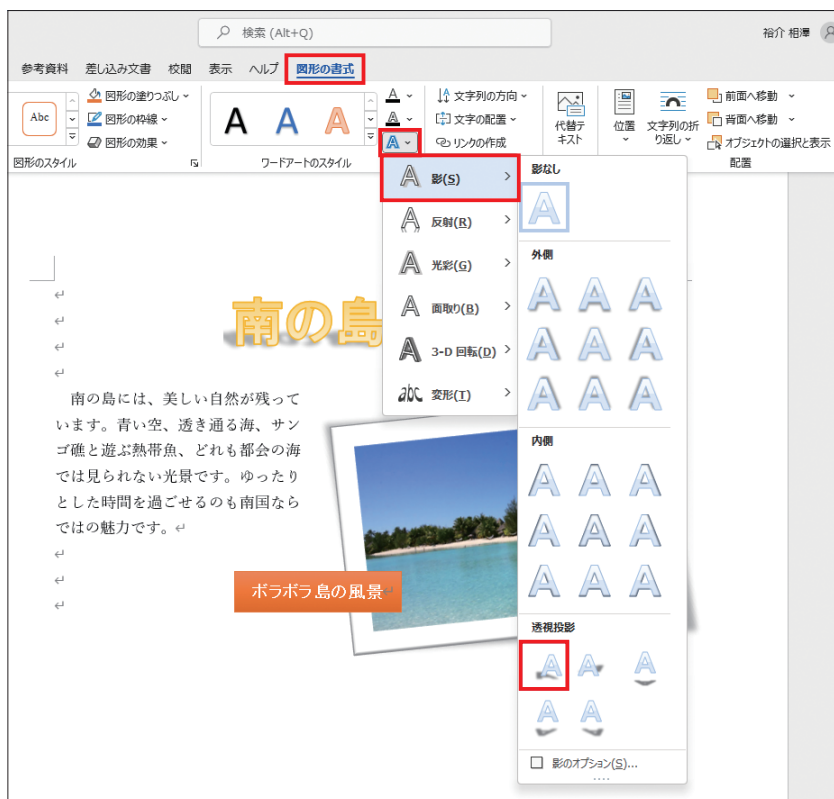 検索 (Alt+Q)
裕介 相澤
参考資料 差し込み文書 校閲 表示 ヘルプ 図形の書式
Abc
図形の塗りつぶし
図形の枠線
図形の効果
図形のスタイル
A A A
ワードアートのスタイル
A
A
A
文字列の方向
文字の配置
リンクの作成
代替テ
キスト
位置
文字列の折
り返し
前面へ移動
背面へ移動
オブジェクトの選択と表示
配置
影(S)
反射(R)
光彩(G)
面取り(B)
3-D 回転(D)
abc 変形(T)
影なし
外側
内側
透視投影
影のオプション(S)...
南の島
南の島には、美しい自然が残って
います。青い空、透き通る海、サン
ゴ礁と遊ぶ熱帯魚、どれも都会の海
では見られない光景です。ゆったり
とした時間を過ごせるのも南国なら
ではの魅力です。
ボラボラ島の風景